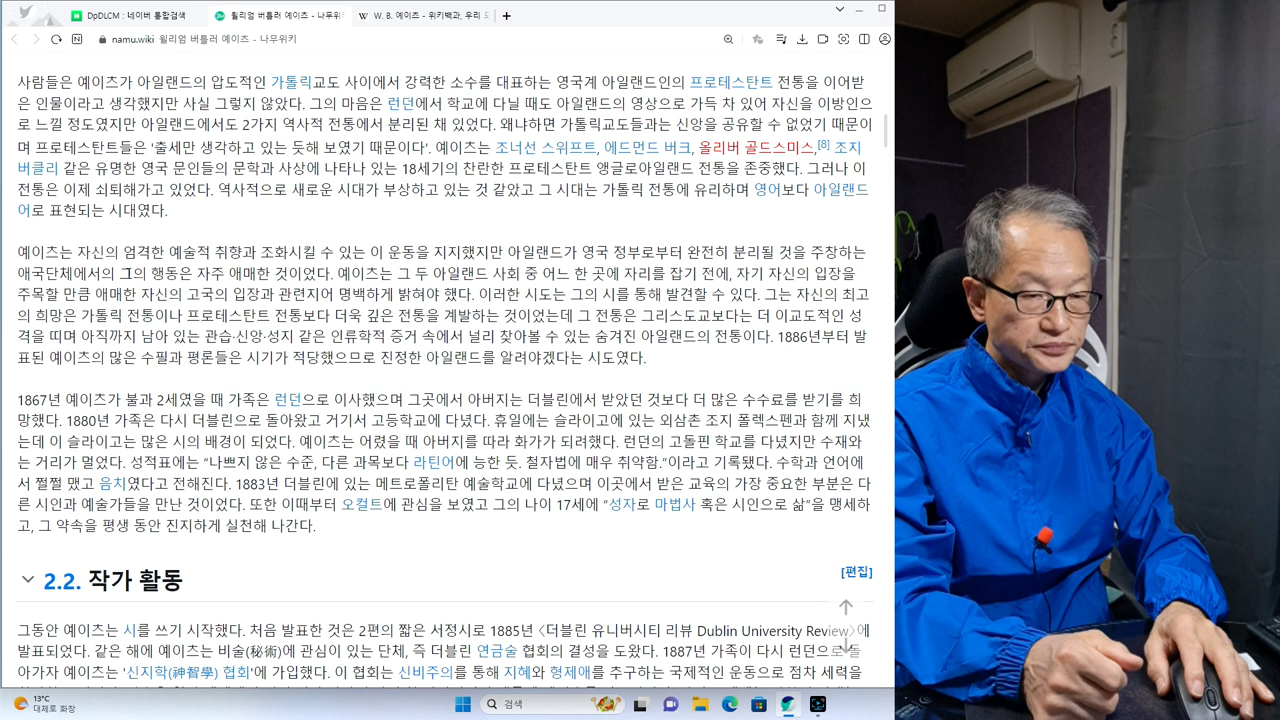 DpDLCM : 네이버 통합검색
윌리엄 버틀러 예이츠 - 나무위키
W. B. 예이츠 - 위키백과, 우리 모
namu.wiki 윌리엄 버틀러 예이츠 - 나무위키
사람들은 예이츠가 아일랜드의 압도적인 가톨릭교도 사이에서 강력한 소수를 대표하는 영국계 아일랜드인의 프로테스탄트 전통을 이어받
은 인물이라고 생각했지만 사실 그렇지 않았다. 그의 마음은 런던에서 학교에 다닐 때도 아일랜드의 영상으로 가득 차 있어 자신을 이방인으
로 느낄 정도였지만 아일랜드에서도 2가지 역사적 전통에서 분리된 채 있었다. 왜냐하면 가톨릭교도들과는 신앙을 공유할 수 없었기 때문이
며 프로테스탄트들은 '출세만 생각하고 있는 듯해 보였기 때문이다'. 예이츠는 조너선 스위프트, 에드먼드 버크, 올리버 골드스미스,[8] 조지
버클리 같은 유명한 영국 문인들의 문학과 사상에 나타나 있는 18세기의 찬란한 프로테스탄트 앵글로아일랜드 전통을 존중했다. 그러나 이
전통은 이제 쇠퇴해가고 있었다. 역사적으로 새로운 시대가 부상하고 있는 것 같았고 그 시대는 가톨릭 전통에 유리하며 영어보다 아일랜드
어로 표현되는 시대였다.
예이츠는 자신의 엄격한 예술적 취향과 조화시킬 수 있는 이 운동을 지지했지만 아일랜드가 영국 정부로부터 완전히 분리될 것을 주창하는
애국단체에서의 그의 행동은 자주 애매한 것이었다. 예이츠는 그 두 아일랜드 사회 중 어느 한 곳에 자리를 잡기 전에, 자기 자신의 입장을
주목할 만큼 애매한 자신의 고국의 입장과 관련지어 명백하게 밝혀야 했다. 이러한 시도는 그의 시를 통해 발견할 수 있다. 그는 자신의 최고
의 희망은 가톨릭 전통이나 프로테스탄트 전통보다 더욱 깊은 전통을 계발하는 것이었는데 그 전통은 그리스도교보다는 더 이교도적인 성
격을 띠며 아직까지 남아 있는 관습·신앙·성지 같은 인류학적 증거 속에서 널리 찾아볼 수 있는 숨겨진 아일랜드의 전통이다. 1886년부터 발
표된 예이츠의 많은 수필과 평론들은 시기가 적당했으므로 진정한 아일랜드를 알려야겠다는 시도였다.
1867년 예이츠가 불과 2세였을 때 가족은 런던으로 이사했으며 그곳에서 아버지는 더블린에서 받았던 것보다 더 많은 수수료를 받기를 희
망했다. 1880년 가족은 다시 더블린으로 돌아왔고 거기서 고등학교에 다녔다. 휴일에는 슬라이고에 있는 외삼촌 조지 폴렉스펜과 함께 지냈
는데 이 슬라이고는 많은 시의 배경이 되었다. 예이츠는 어렸을 때 아버지를 따라 화가가 되려했다. 런던의 고돌핀 학교를 다녔지만 수재와
는 거리가 멀었다. 성적표에는 “나쁘지 않은 수준, 다른 과목보다 라틴어에 능한 듯. 철자법에 매우 취약함.”이라고 기록됐다. 수학과 언어에
서 쩔쩔 맸고 음치였다고 전해진다. 1883년 더블린에 있는 메트로폴리탄 예술학교에 다녔으며 이곳에서 받은 교육의 가장 중요한 부분은 다
른 시인과 예술가들을 만난 것이었다. 또한 이때부터 오컬트에 관심을 보였고 그의 나이 17세에 “성자로 마법사 혹은 시인으로 삶”을 맹세하
고, 그 약속을 평생 동안 진지하게 실천해 나간다.
2.2. 작가 활동
[편집]
그동안 예이츠는 시를 쓰기 시작했다. 처음 발표한 것은 2편의 짧은 서정시로 1885년 〈더블린 유니버시티 리뷰 Dublin University Review〉에
발표되었다. 같은 해에 예이츠는 비술(秘術)에 관심이 있는 단체, 즉 더블린 연금술 협회의 결성을 도왔다. 1887년 가족이 다시 런던으로 돌
아가자 예이츠는 '신지학(神智學) 협회'에 가입했다. 이 협회는 신비주의를 통해 지혜와 형제애를 추구하는 국제적인 운동으로 점차 세력을
13°C
대체로 화창
검색